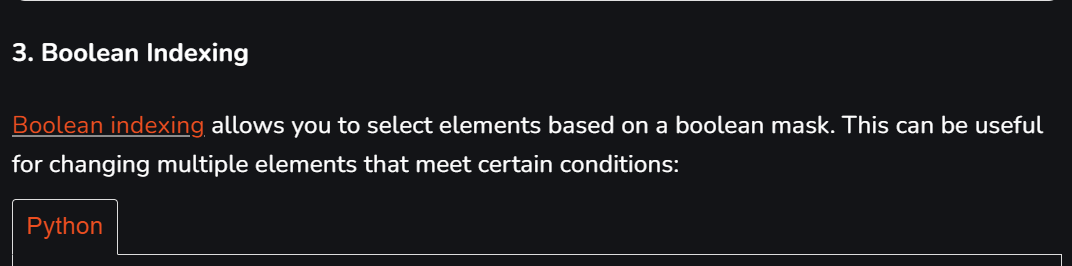 3. Boolean Indexing
Boolean indexing allows you to select elements based on a boolean mask. This can be useful
for changing multiple elements that meet certain conditions:
Python